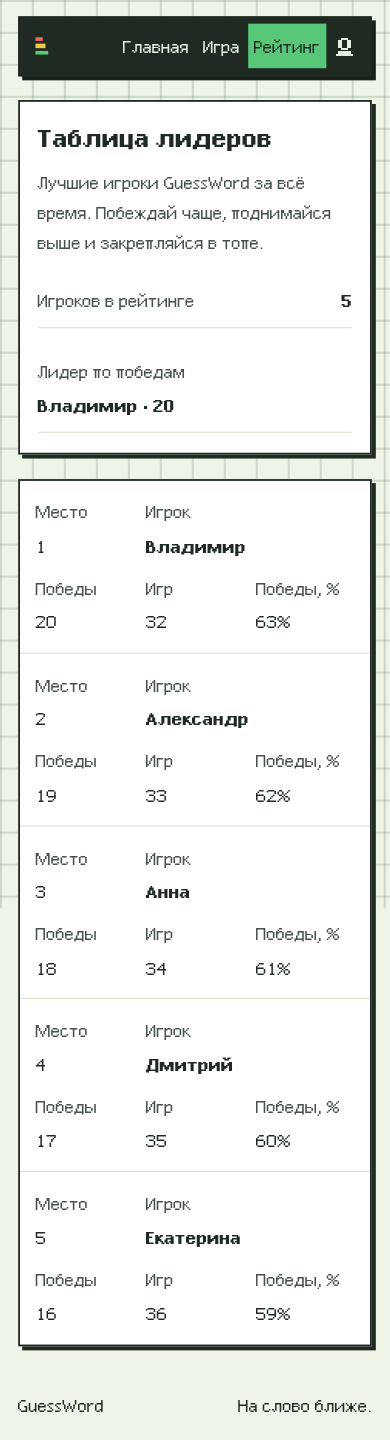 Главная Игра Рейтинг
Таблица лидеров
Лучшие игроки GuessWord за всё
время. Побеждай чаще, поднимайся
выше и закрепляйся в топе.
Игроков в рейтинге 5
Лидер по победам
Владимир · 20
Место Игрок
1 Владимир
Победы Игр Победы, %
20 32 63%
Место Игрок
2 Александр
Победы Игр Победы, %
19 33 62%
Место Игрок
3 Анна
Победы Игр Победы, %
18 34 61%
Место Игрок
4 Дмитрий
Победы Игр Победы, %
17 35 60%
Место Игрок
5 Екатерина
Победы Игр Победы, %
16 36 59%
GuessWord На слово ближе.